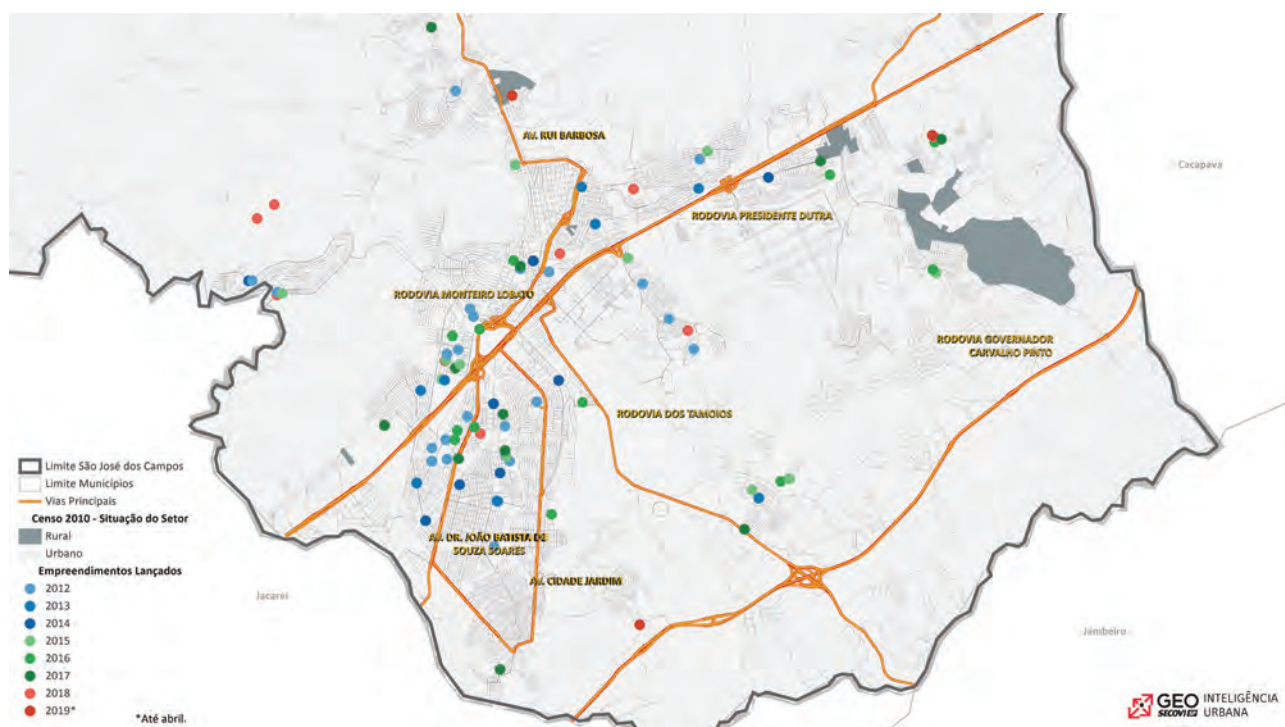 AV. RUI BARBOSA
Cacapava
RODOVIA PRESIDENTE DUTRA
RODOVIA MONTEIRO LOBATO
RODOVIA GOVERNADOR
CARVALHO PINTO
RODOVIA DOS TAMOIOS
Limite São José dos Campos
Limite Municípios
Vias Principais
Censo 2010 - Situação do Setor
Rural
Urbano
Empreendimentos Lançados
2012
2013
2014
2015
2016
2017
2018
2019*
*Até abril.
AV. DR. JOÃO BATISTA DE
SOUZA SOARES
AV. CIDADE JARDIM
Jacareí
Jambeiro
GEO
SECOVI SP
INTELIGÊNCIA
URBANA